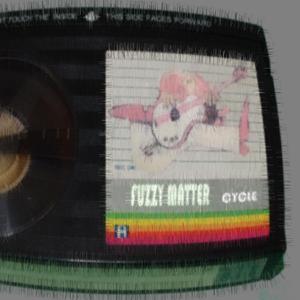 TOUCH THE INSIDE THIS SIDE FACES FORWARD
FUZZY MATTER CYCLE